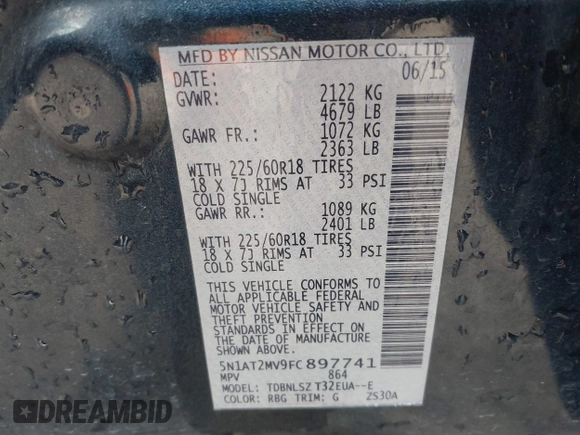 MFD BY NISSAN MOTOR CO., LTD.
DATE: 06/15
GVWR: 2122 KG
4679 LB
GAWR FR.: 1072 KG
2363 LB
WITH 225/60R18 TIRES
18 X 7J RIMS AT 33 PSI
COLD SINGLE
GAWR RR.: 1089 KG
2401 LB
WITH 225/60R18 TIRES
18 X 7J RIMS AT 33 PSI
COLD SINGLE
THIS VEHICLE CONFORMS TO
ALL APPLICABLE FEDERAL
MOTOR VEHICLE SAFETY AND
THEFT PREVENTION
STANDARDS IN EFFECT ON
THE DATE OF MANUFACTURE
SHOWN ABOVE.
5N1AT2MV9FC897741
MPV 864
MODEL: TDBNLSZ T32EUA--E
COLOR: RBG TRIM: G ZS30A
AUTOBIDCAR